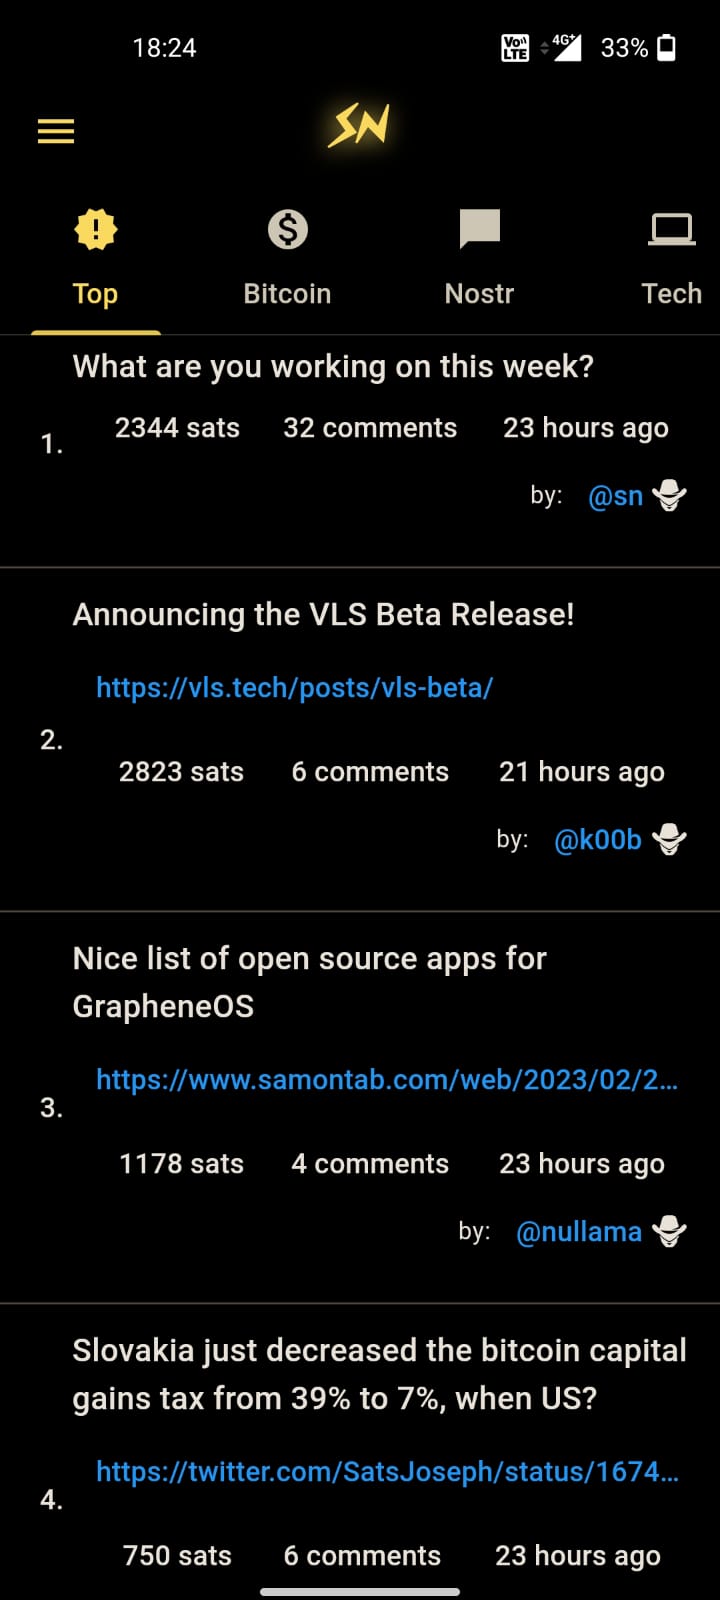 18:24
VoLTE 4G+ 33%
SN
Top Bitcoin Nostr Tech
What are you working on this week?
1. 2344 sats 32 comments 23 hours ago
by: @sn
Announcing the VLS Beta Release!
https://vls.tech/posts/vls-beta/
2. 2823 sats 6 comments 21 hours ago
by: @k00b
Nice list of open source apps for
GrapheneOS
https://www.samontab.com/web/2023/02/2…
3. 1178 sats 4 comments 23 hours ago
by: @nullama
Slovakia just decreased the bitcoin capital
gains tax from 39% to 7%, when US?
https://twitter.com/SatsJoseph/status/1674…
4. 750 sats 6 comments 23 hours ago